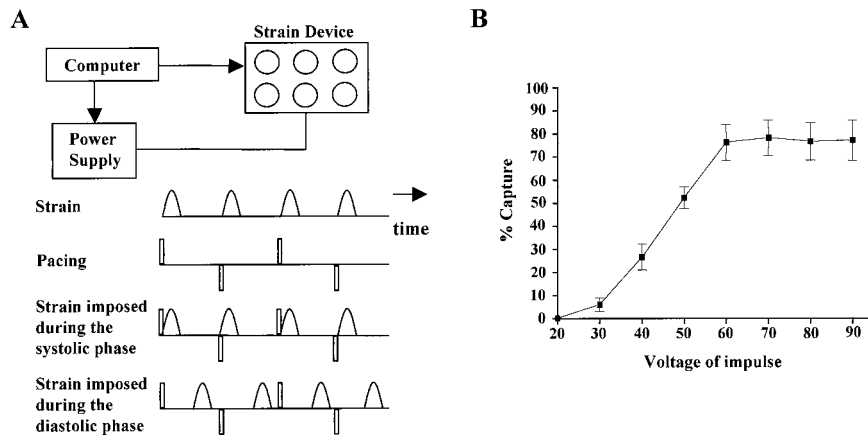 A
Strain Device
Computer
Power
Supply
Strain
time
Pacing
Strain imposed
during the
systolic phase
Strain imposed
during the
diastolic phase
B
100
90
80
70
60
50
40
30
20
10
0
% Capture
20 30 40 50 60 70 80 90
Voltage of impulse